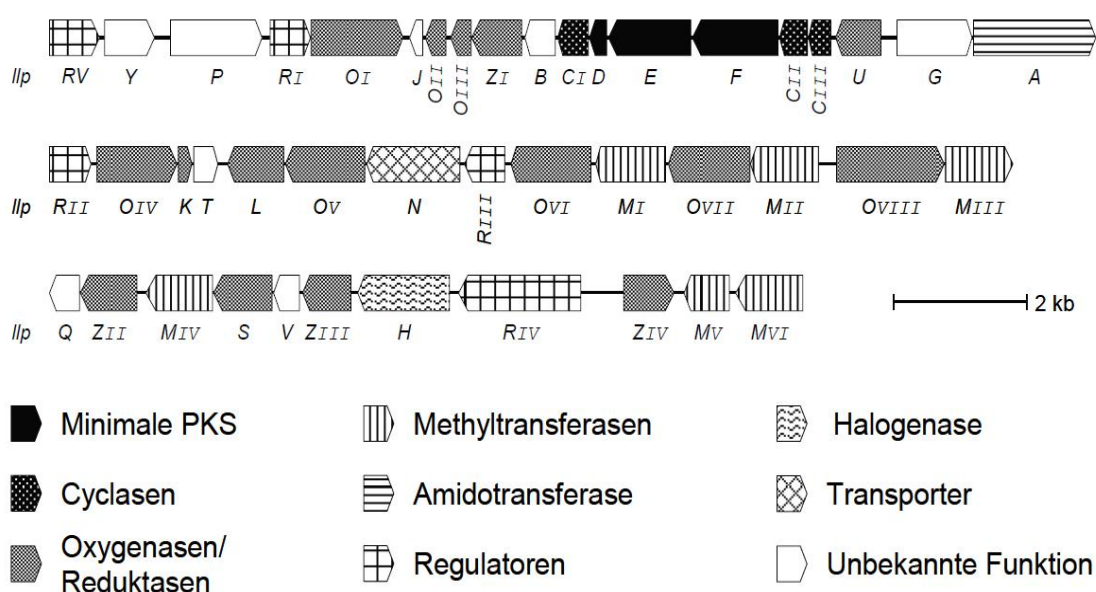 llp RV Y P RI OI J OII OIII ZI B CI D E F CII CIII U G A
llp RII OIV K T L OV N RIII OVI MI OVII MII OVIII MIII
2 kb
llp Q ZII MIV S V ZIII H RIV ZIV MV MVI
Minimale PKS Methyltransferasen Halogenase
Cyclasen Amidotransferase Transporter
Oxygenasen/
Reduktasen Regulatoren Unbekannte Funktion